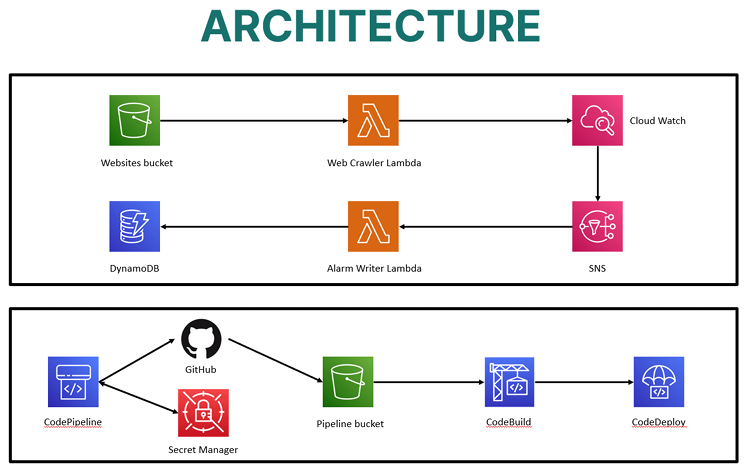 ARCHITECTURE
Websites bucket
Web Crawler Lambda
Cloud Watch
DynamoDB
Alarm Writer Lambda
SNS
GitHub
CodePipeline
Secret Manager
Pipeline bucket
CodeBuild
CodeDeploy